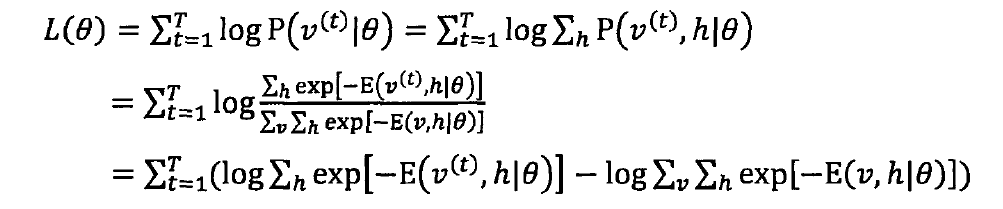 L(θ) = ∑_{t=1}^{T} log P(v^{(t)}|θ) = ∑_{t=1}^{T} log ∑_h P(v^{(t)}, h|θ)
= ∑_{t=1}^{T} log \frac{∑_h exp[−E(v^{(t)},h|θ)]}{∑_v ∑_h exp[−E(v,h|θ)]}
= ∑_{t=1}^{T} (log ∑_h exp[−E(v^{(t)}, h|θ)] − log ∑_v ∑_h exp[−E(v, h|θ)])